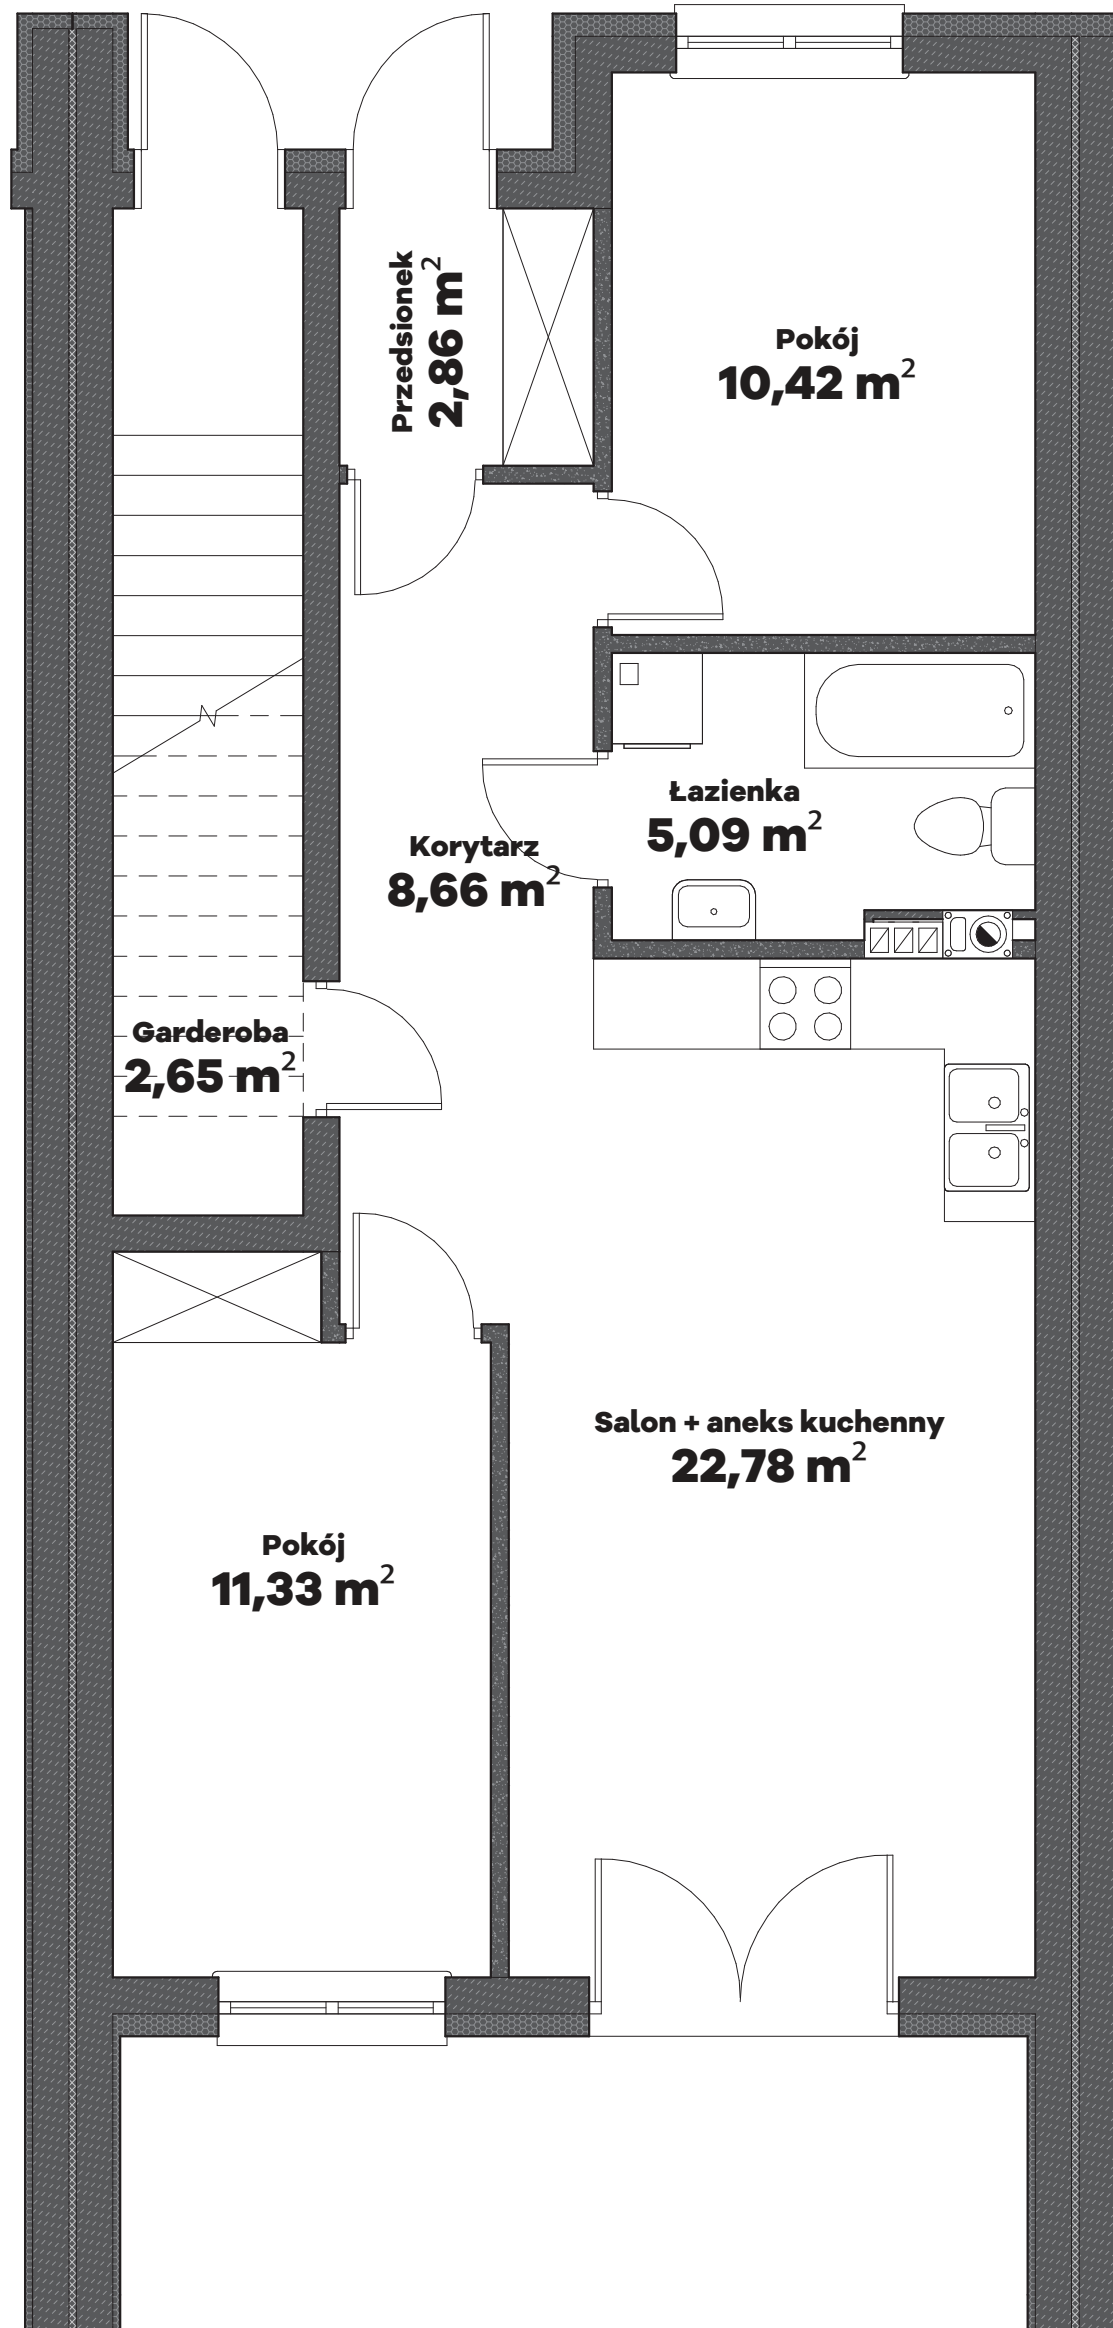 Przedsionek
2,86 m²
Pokój
10,42 m²
Łazienka
5,09 m²
Korytarz
8,66 m²
Garderoba
2,65 m²
Salon + aneks kuchenny
22,78 m²
Pokój
11,33 m²